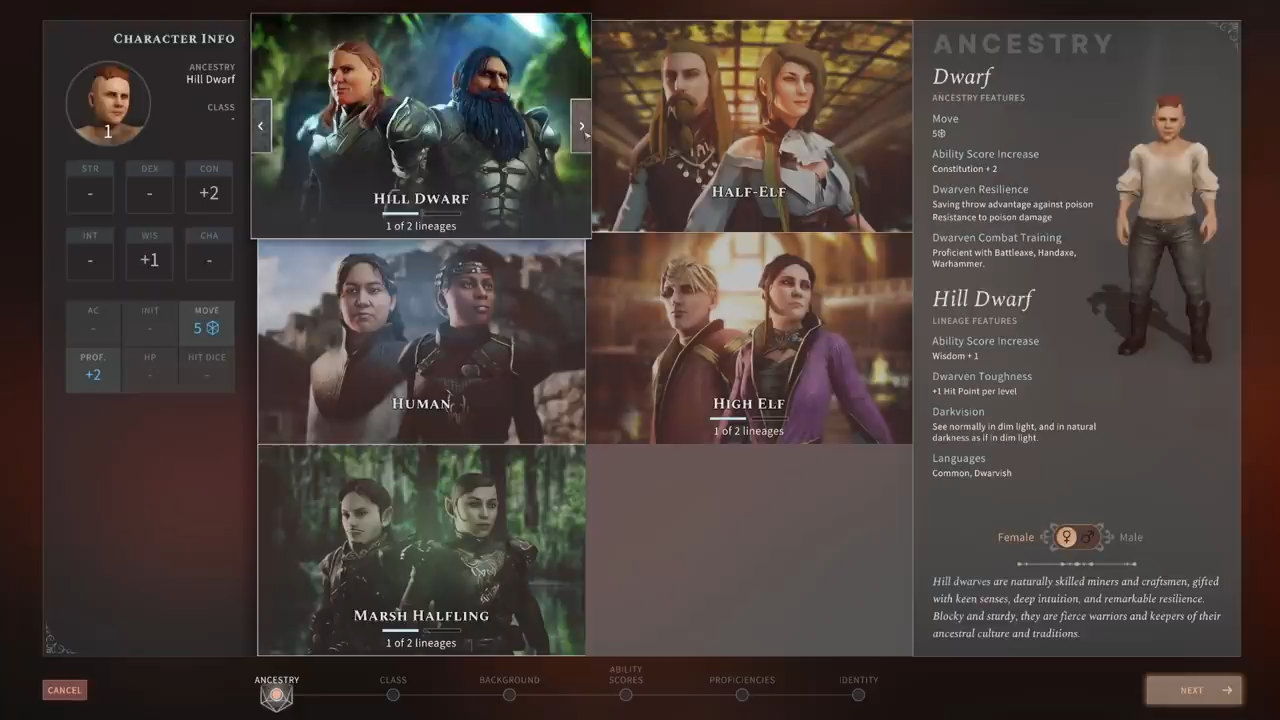 CHARACTER INFO
ANCESTRY
Hill Dwarf
CLASS
-
1
STR
DEX
CON
-
-
+2
INT
WIS
CHA
-
+1
-
AC
INIT
MOVE
-
-
5
PROF.
HP
HIT DICE
+2
-
-
HILL DWARF
1 of 2 lineages
HALF-ELF
HUMAN
HIGH ELF
1 of 2 lineages
MARSH HALFLING
1 of 2 lineages
ANCESTRY
Dwarf
ANCESTRY FEATURES
Move
5
Ability Score Increase
Constitution + 2
Dwarven Resilience
Saving throw advantage against poison
Resistance to poison damage
Dwarven Combat Training
Proficient with Battleaxe, Handaxe,
Warhammer.
Hill Dwarf
LINEAGE FEATURES
Ability Score Increase
Wisdom + 1
Dwarven Toughness
+1 Hit Point per level
Darkvision
See normally in dim light, and in natural
darkness as if in dim light.
Languages
Common, Dwarvish
Female
Male
Hill dwarves are naturally skilled miners and craftsmen, gifted
with keen senses, deep intuition, and remarkable resilience.
Blocky and sturdy, they are fierce warriors and keepers of their
ancestral culture and traditions.
CANCEL
ANCESTRY
CLASS
BACKGROUND
ABILITY
SCORES
PROFICIENCIES
IDENTITY
NEXT